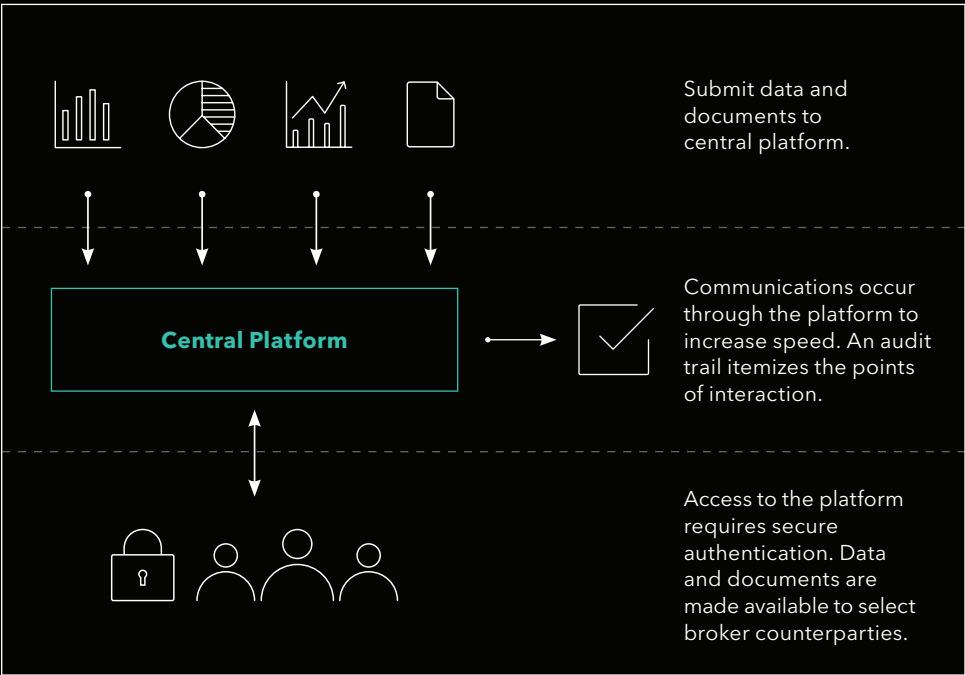 Submit data and
documents to
central platform.
Central Platform
Communications occur
through the platform to
increase speed. An audit
trail itemizes the points
of interaction.
Access to the platform
requires secure
authentication. Data
and documents are
made available to select
broker counterparties.